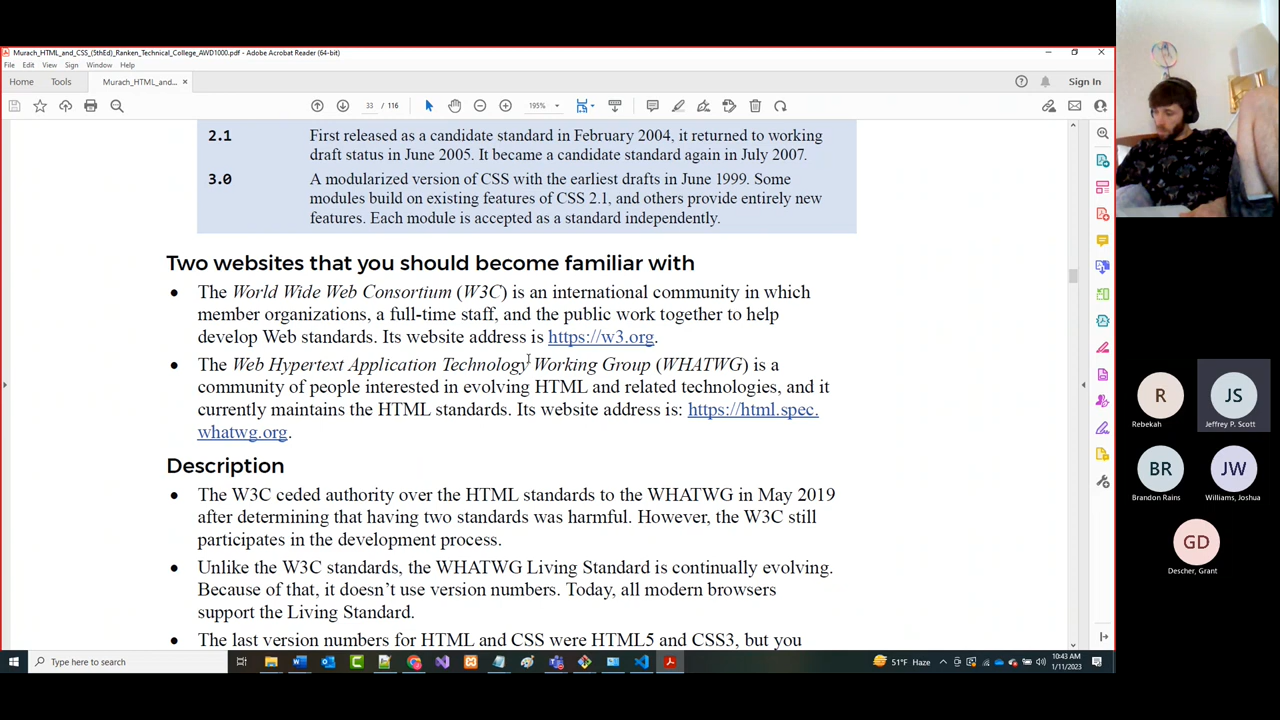 Murach_HTML_and_CSS_(5thEd)_Ranken_Technical_College_AWD1000.pdf - Adobe Acrobat Reader (64-bit)
File Edit View Sign Window Help
Home Tools Murach_HTML_and... × Sign In
33 / 116 195%
2.1 First released as a candidate standard in February 2004, it returned to working
draft status in June 2005. It became a candidate standard again in July 2007.
3.0 A modularized version of CSS with the earliest drafts in June 1999. Some
modules build on existing features of CSS 2.1, and others provide entirely new
features. Each module is accepted as a standard independently.
Two websites that you should become familiar with
• The World Wide Web Consortium (W3C) is an international community in which
member organizations, a full-time staff, and the public work together to help
develop Web standards. Its website address is https://w3.org.
• The Web Hypertext Application Technology Working Group (WHATWG) is a
community of people interested in evolving HTML and related technologies, and it
currently maintains the HTML standards. Its website address is: https://html.spec.
whatwg.org.
Description
• The W3C ceded authority over the HTML standards to the WHATWG in May 2019
after determining that having two standards was harmful. However, the W3C still
participates in the development process.
• Unlike the W3C standards, the WHATWG Living Standard is continually evolving.
Because of that, it doesn't use version numbers. Today, all modern browsers
support the Living Standard.
• The last version numbers for HTML and CSS were HTML5 and CSS3, but you
Type here to search
51°F Haze
10:43 AM
1/11/2023
R
Rebekah
JS
Jeffrey P. Scott
BR
Brandon Rains
JW
Williams, Joshua
GD
Descher, Grant